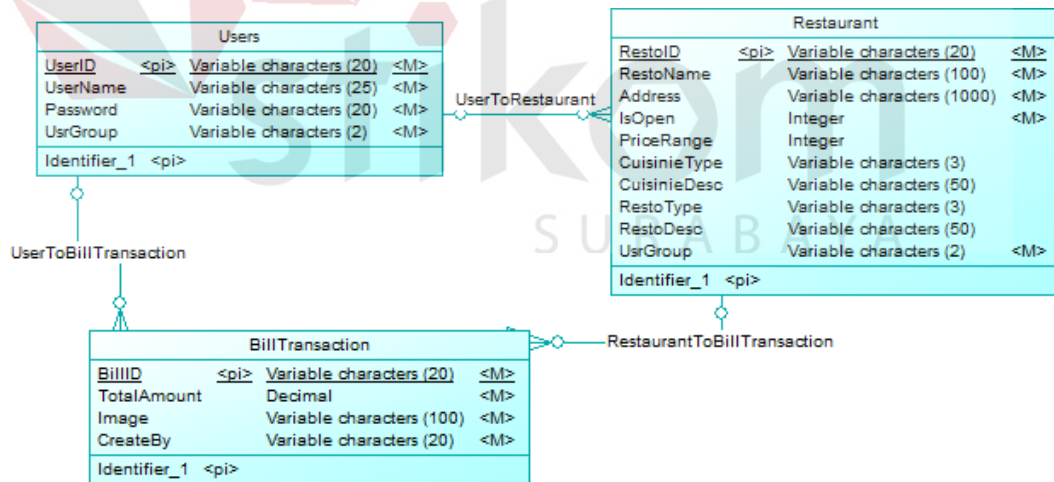 Users
UserID <pi> Variable characters (20) <M>
UserName Variable characters (25) <M>
Password Variable characters (20) <M>
UsrGroup Variable characters (2) <M>
Identifier_1 <pi>
UserToRestaurant
Restaurant
RestoID <pi> Variable characters (20) <M>
RestoName Variable characters (100) <M>
Address Variable characters (1000) <M>
IsOpen Integer <M>
PriceRange Integer
CuisinieType Variable characters (3)
CuisinieDesc Variable characters (50)
RestoType Variable characters (3)
RestoDesc Variable characters (50)
UsrGroup Variable characters (2) <M>
Identifier_1 <pi>
stikom
SURABAYA
UserToBillTransaction
RestaurantToBillTransaction
BillTransaction
BillID <pi> Variable characters (20) <M>
TotalAmount Decimal <M>
Image Variable characters (100) <M>
CreateBy Variable characters (20) <M>
Identifier_1 <pi>